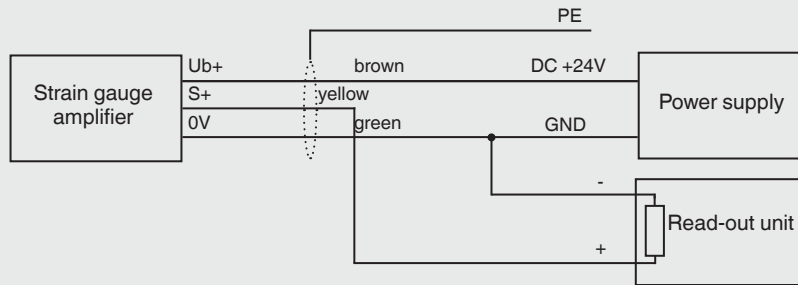 PE
Ub+ brown DC +24V
Strain gauge
amplifier
S+ yellow
Power supply
0V green GND
-
Read-out unit
+